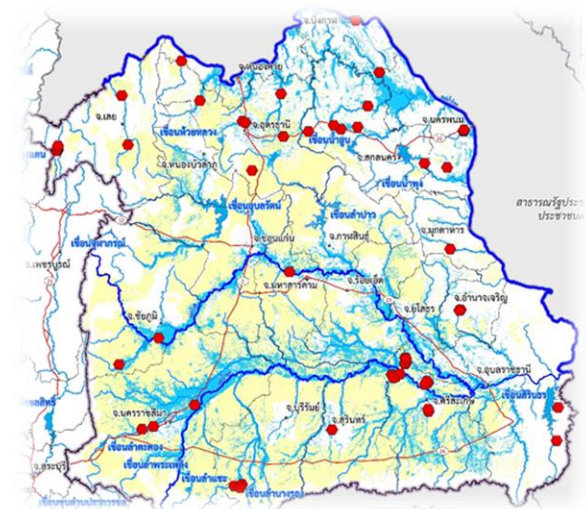 จ.บึงกาฬ
จ.หนองคาย
จ.เลย
จ.อุดรธานี
จ.นครพนม
เขื่อนห้วยหลวง
เขื่อนน้ำอูน
จ.สกลนคร
จ.หนองบัวลำภู
เขื่อนน้ำพุง
เขื่อนอุบลรัตน์
เขื่อนลำปาว
สาธารณรัฐประช
ประชาชน
เขื่อนจุฬาภรณ์
จ.ขอนแก่น
จ.กาฬสินธุ์
จ.มุกดาหาร
จ.เพชรบูรณ์
จ.มหาสารคาม
จ.ร้อยเอ็ด
จ.ชัยภูมิ
จ.ยโสธร
จ.อำนาจเจริญ
จ.อุบลราชธานี
เขื่อนสิรินธร
จ.นครราชสีมา
จ.บุรีรัมย์
จ.สุรินทร์
จ.ศรีสะเกษ
เขื่อนลำตะคอง
จ.สระบุรี
เขื่อนลำพระเพลิง
เขื่อนลำแชะ
เขื่อนลำนางรอง